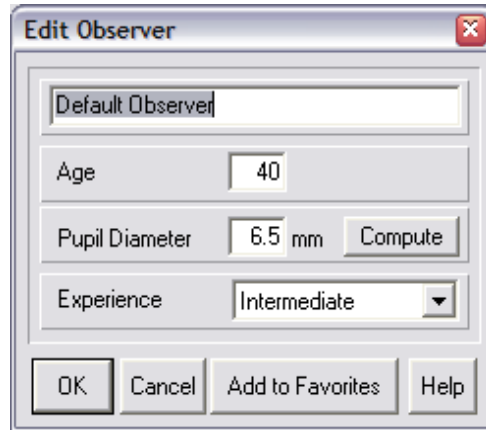 Edit Observer
Default Observer
Age 40
Pupil Diameter 6.5 mm Compute
Experience Intermediate
OK Cancel Add to Favorites Help